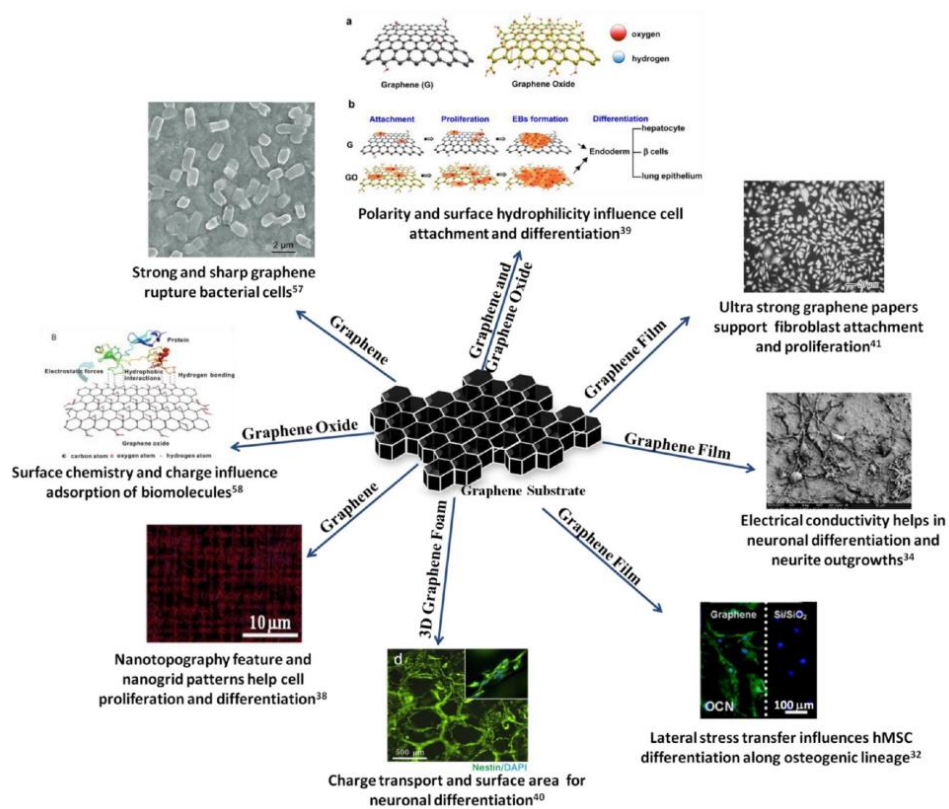 a
oxygen
hydrogen
Graphene (G)
Graphene Oxide
b
Attachment
Proliferation
EBs formation
Differentiation
G
GO
Endoderm
hepatocyte
β cells
lung epithelium
Polarity and surface hydrophilicity influence cell
attachment and differentiation39
2 μm
Strong and sharp graphene
rupture bacterial cells57
Ultra strong graphene papers
support fibroblast attachment
and proliferation41
Graphene
Graphene and
Graphene Oxide
Graphene Film
B
Protein
Electrostatic forces
Hydrophobic
interactions
Hydrogen bonding
Graphene oxide
carbon atom
oxygen atom
hydrogen atom
Surface chemistry and charge influence
adsorption of biomolecules58
Graphene Oxide
Graphene Film
Graphene Substrate
Electrical conductivity helps in
neuronal differentiation and
neurite outgrowths34
Graphene
3D Graphene Foam
Graphene Film
10 μm
Nanotopography feature and
nanogrid patterns help cell
proliferation and differentiation38
d
500 μm
Nestin/DAPI
Charge transport and surface area for
neuronal differentiation40
Graphene
Si/SiO2
OCN
100 μm
Lateral stress transfer influences hMSC
differentiation along osteogenic lineage32